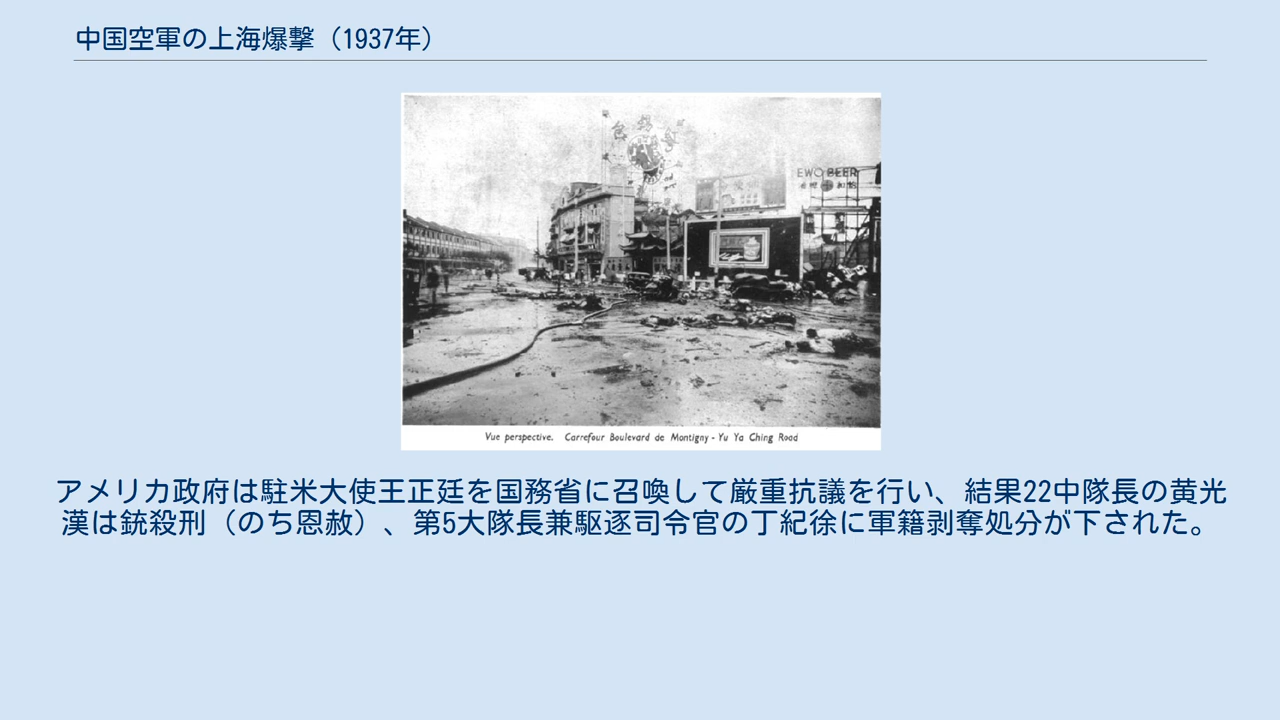 中国空軍の上海爆撃（1937年）
EWO BEER
Vue perspective. Carrefour Boulevard de Montigny - Yu Ya Ching Road
アメリカ政府は駐米大使王正廷を国務省に召喚して厳重抗議を行い、結果22中隊長の黄光
漢は銃殺刑（のち恩赦）、第5大隊長兼駆逐司令官の丁紀徐に軍籍剥奪処分が下された。